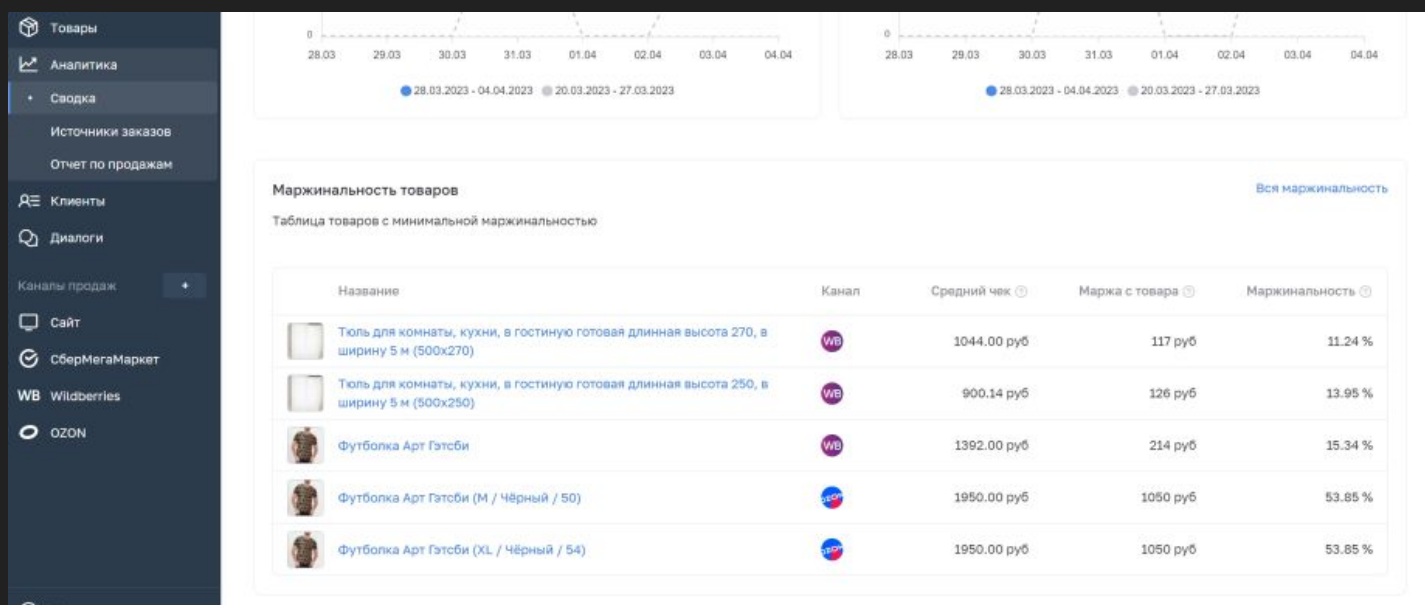 Товары
Аналитика
Сводка
Источники заказов
Отчет по продажам
Клиенты
Диалоги
Каналы продаж +
Сайт
СберМегаМаркет
WB Wildberries
OZON
0
28.03 29.03 30.03 31.03 01.04 02.04 03.04 04.04
28.03.2023 - 04.04.2023 20.03.2023 - 27.03.2023
0
28.03 29.03 30.03 31.03 01.04 02.04 03.04 04.04
28.03.2023 - 04.04.2023 20.03.2023 - 27.03.2023
Маржинальность товаров
Вся маржинальность
Таблица товаров с минимальной маржинальностью
Название Канал Средний чек ? Маржа с товара ? Маржинальность ?
Тюль для комнаты, кухни, в гостиную готовая длинная высота 270, в
ширину 5 м (500x270)
WB 1044.00 руб 117 руб 11.24 %
Тюль для комнаты, кухни, в гостиную готовая длинная высота 250, в
ширину 5 м (500x250)
WB 900.14 руб 126 руб 13.95 %
Футболка Арт Гэтсби WB 1392.00 руб 214 руб 15.34 %
Футболка Арт Гэтсби (M / Чёрный / 50) OZON 1950.00 руб 1050 руб 53.85 %
Футболка Арт Гэтсби (XL / Чёрный / 54) OZON 1950.00 руб 1050 руб 53.85 %